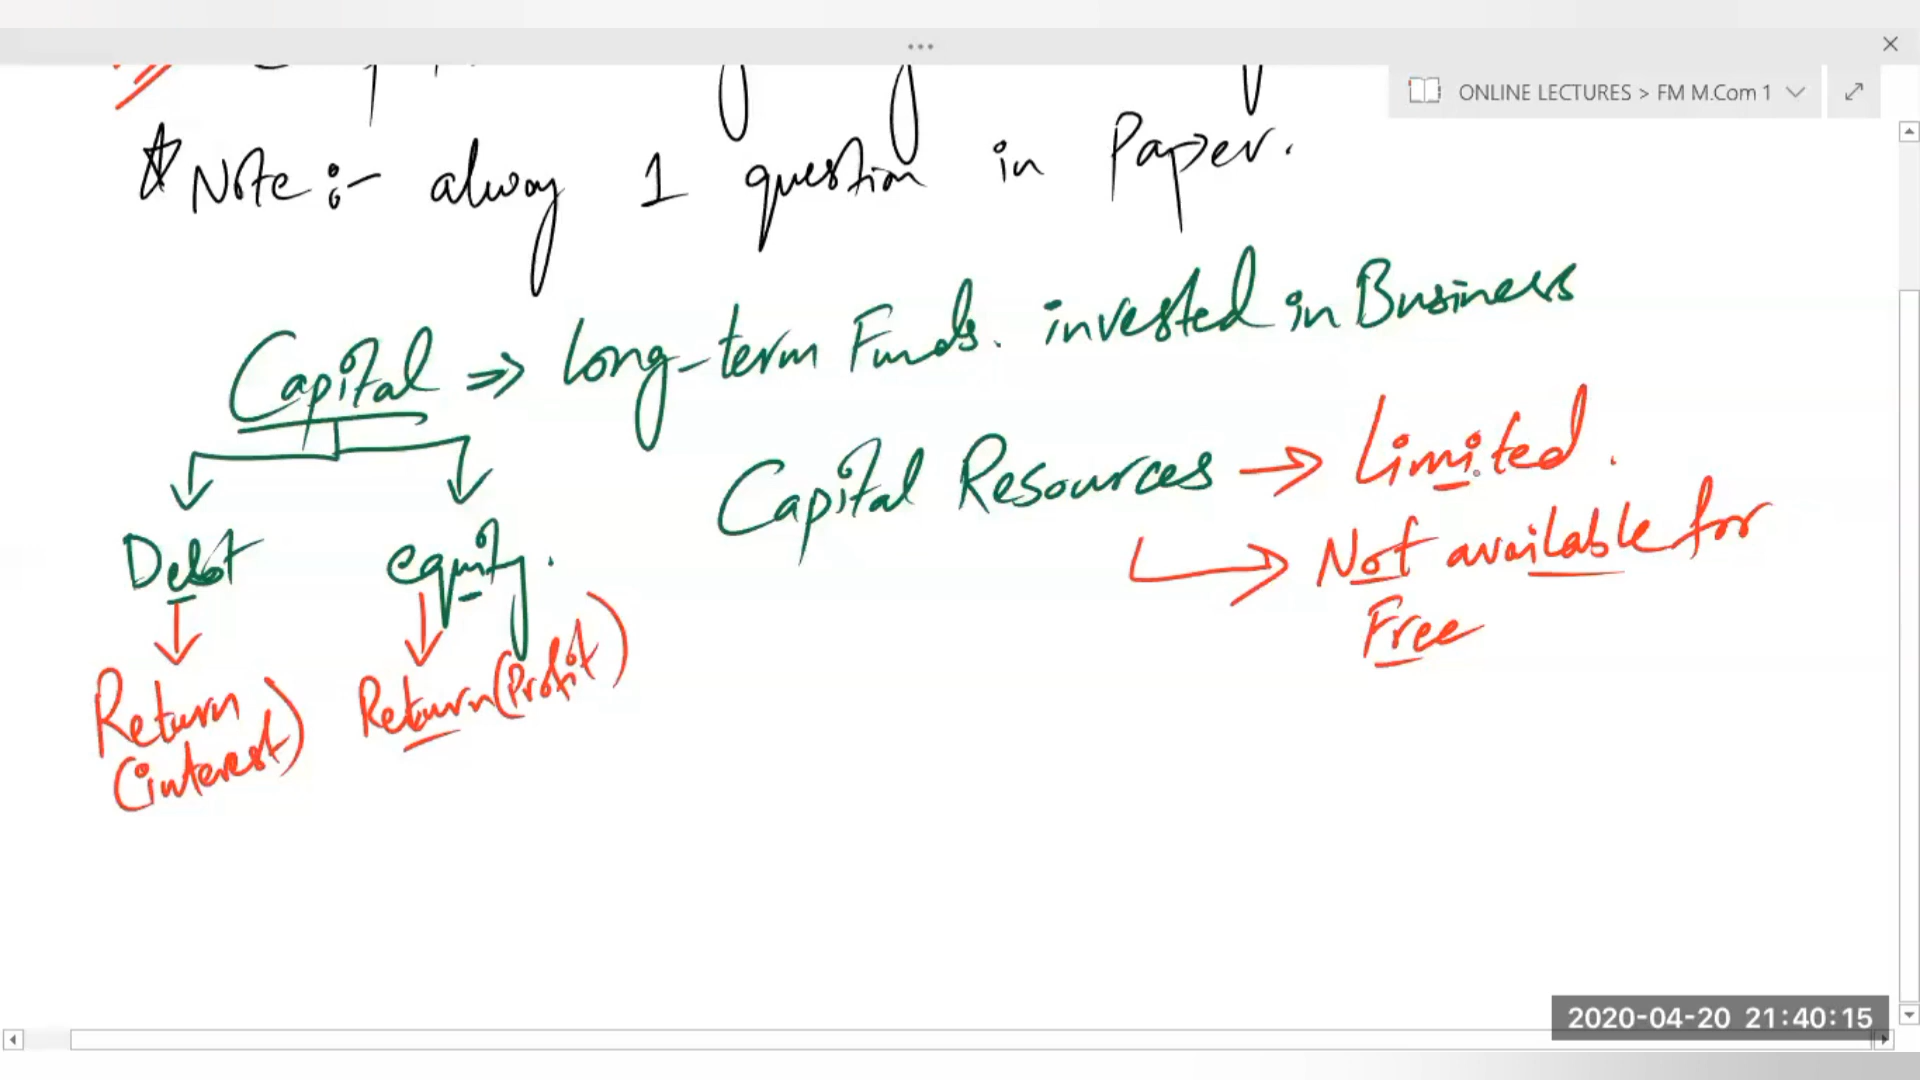 ONLINE LECTURES > FM M.Com 1
Note :- alway 1 question in Paper.
Capital ⇒ Long-term Funds. invested in Business
Capital Resources → Limited.
Debt equity.
Not available for
Free
Return Return (Profit)
(interest)
2020-04-20 21:40:15